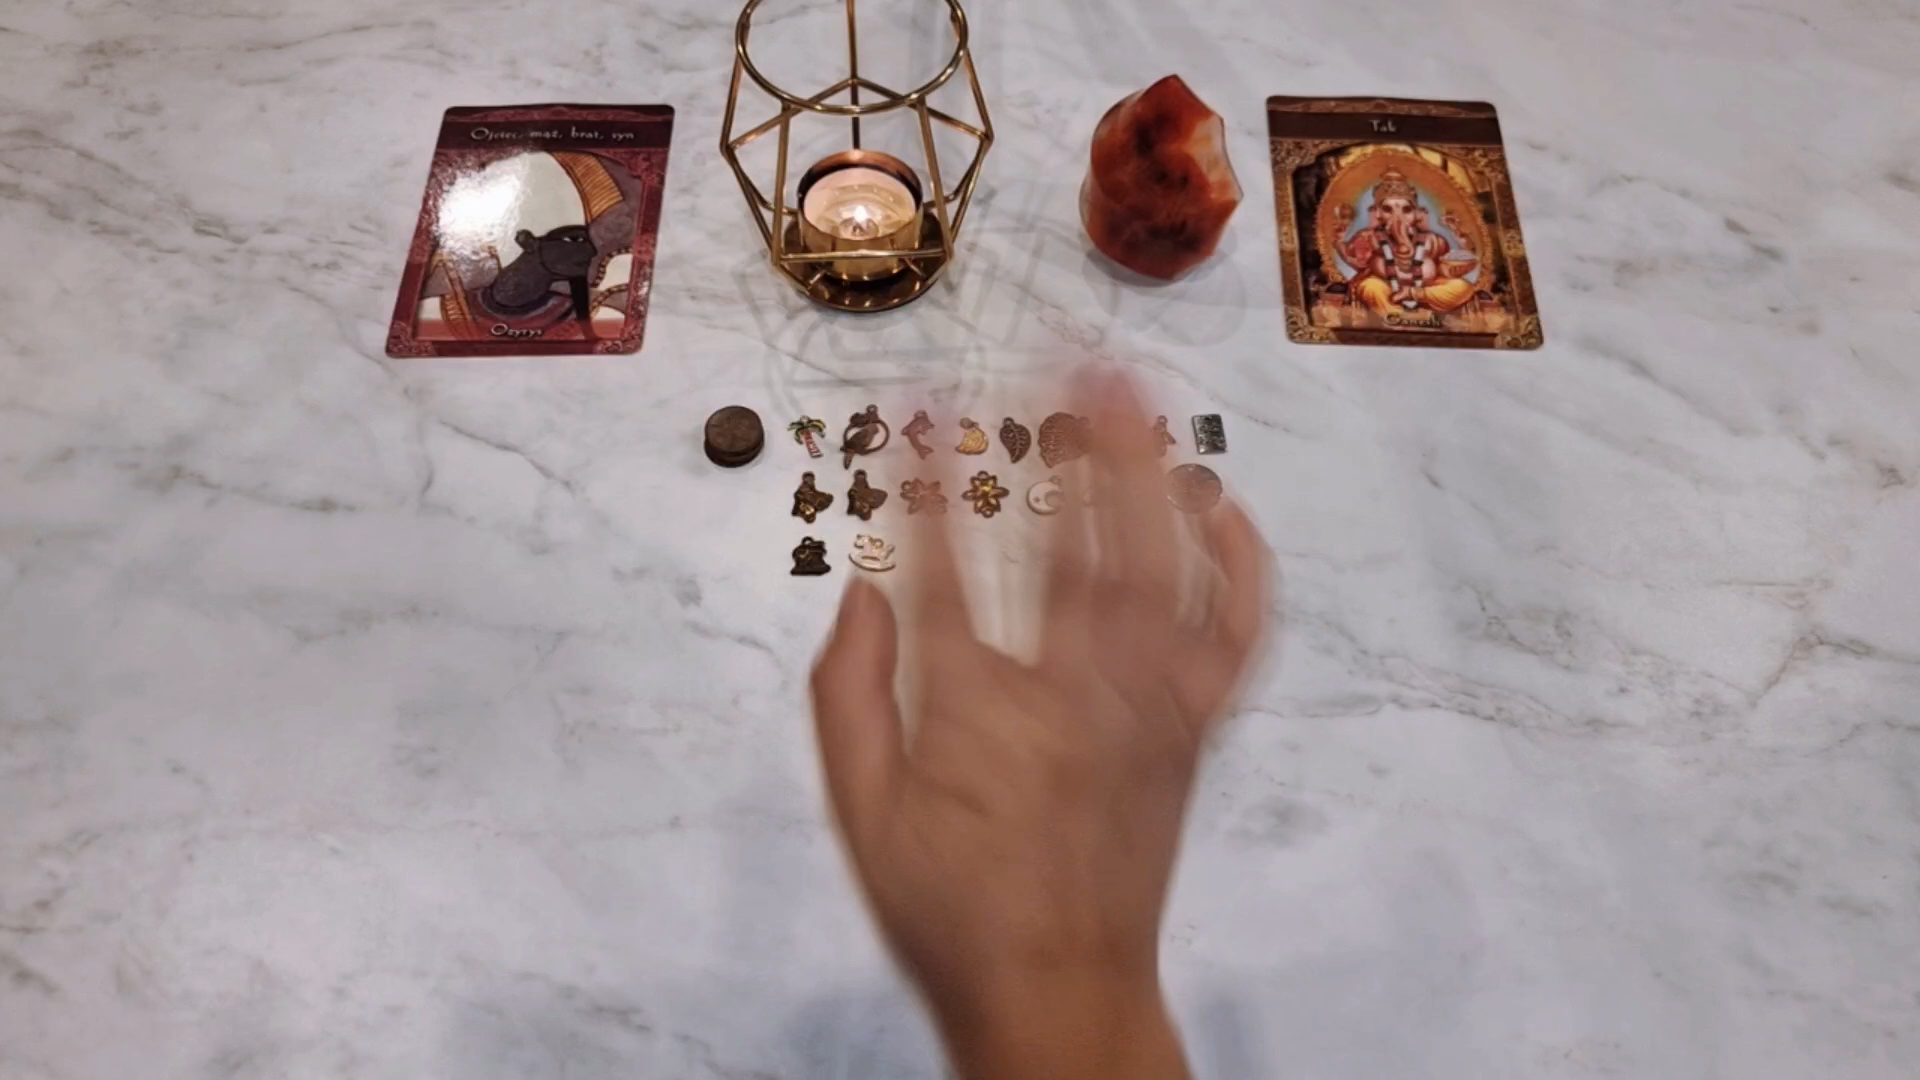 Ojciec, mąż, brat, syn
Ozyrys
Tak
Ganesh